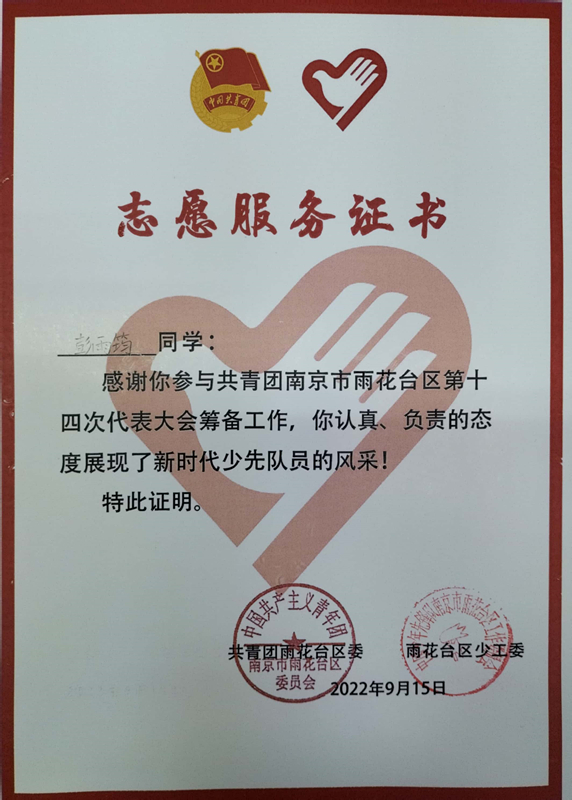 中国共青团
志愿服务证书
彭雨筠 同学：
感谢你参与共青团南京市雨花台区第十
四次代表大会筹备工作，你认真、负责的态
度展现了新时代少先队员的风采！
特此证明。
中国共产主义青年团
南京市雨花台区
委员会
共青团雨花台区委
雨花台区少工委
2022年9月15日